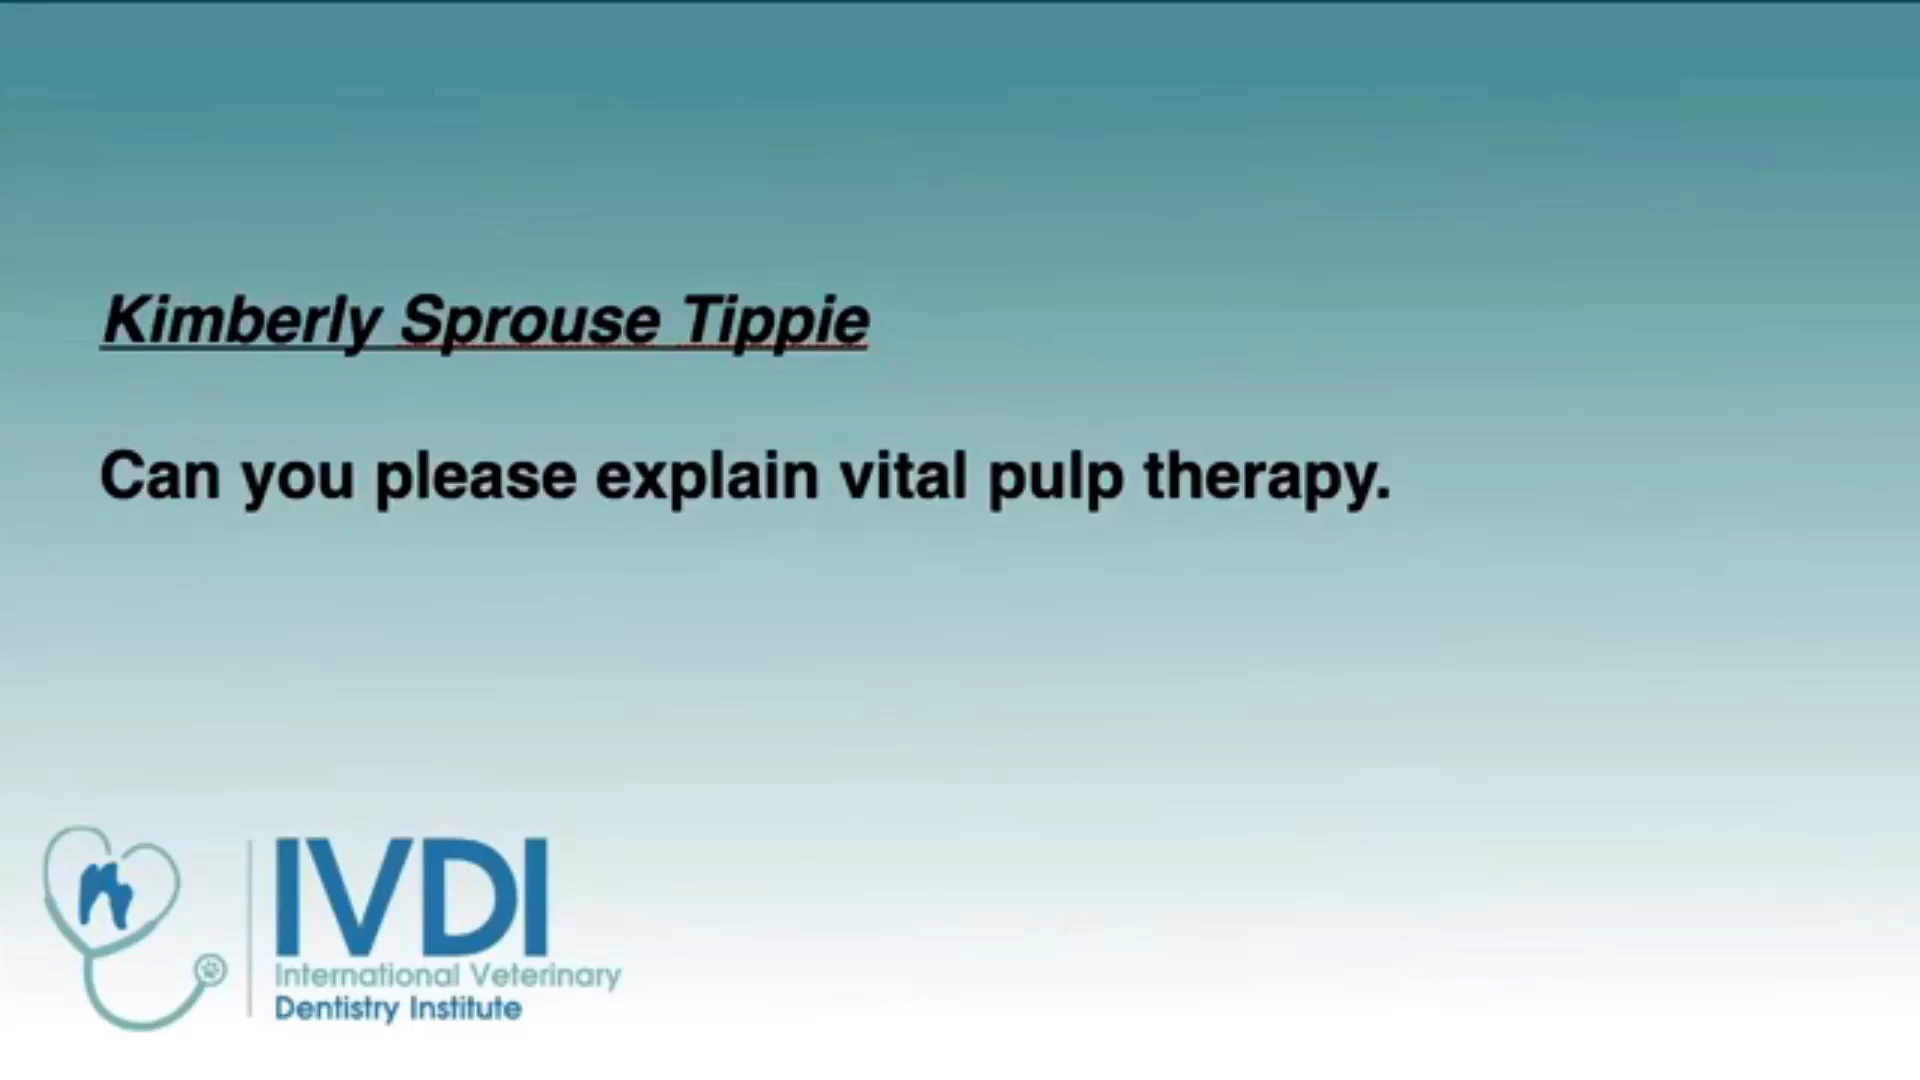 Kimberly Sprouse Tippie
Can you please explain vital pulp therapy.
IVDI
International Veterinary
Dentistry Institute